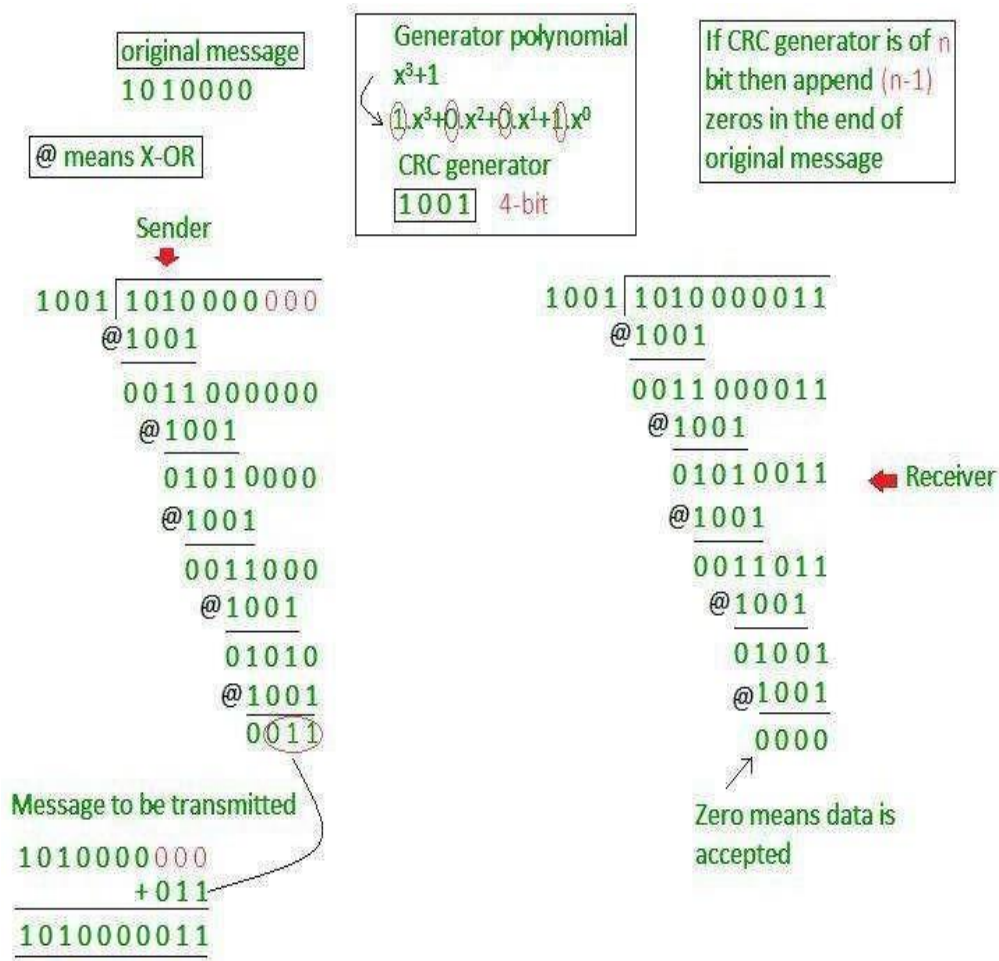 original message
1010000
@ means X-OR
Generator polynomial
x³+1
1.x³+0.x²+0.x¹+1.x⁰
CRC generator
1001 4-bit
If CRC generator is of n
bit then append (n-1)
zeros in the end of
original message
Sender
1001 1010000000
@1001
0011000000
@1001
01010000
@1001
0011000
@1001
01010
@1001
0011
Message to be transmitted
1010000000
+011
1010000011
1001 1010000011
@1001
0011000011
@1001
01010011
@1001
0011011
@1001
01001
@1001
0000
Receiver
Zero means data is
accepted